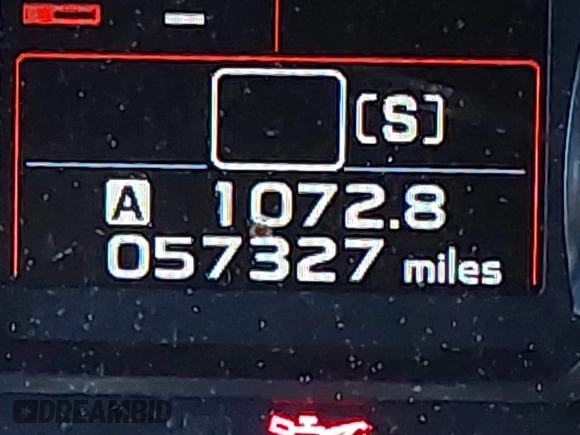 [S]
A 1072.8
057327 miles
DREAMBID